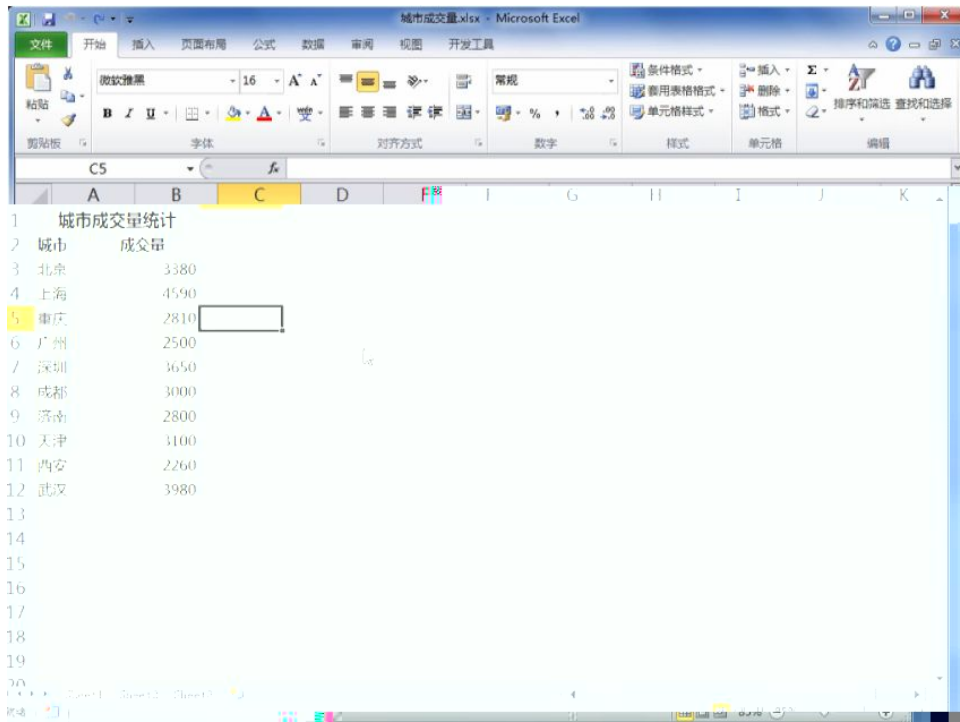 城市成交量.xlsx - Microsoft Excel
文件 开始 插入 页面布局 公式 数据 审阅 视图 开发工具
微软雅黑 16 常规 条件格式 插入 Σ
粘贴 套用表格格式 删除 排序和筛选 查找和选择
B I U A % , 单元格样式 格式
剪贴板 字体 对齐方式 数字 样式 单元格 编辑
C5 fx
A B C D F G H I J K
1 城市成交量统计
2 城市 成交量
3 北京 3380
4 上海 4590
5 重庆 2810
6 广州 2500
7 深圳 3650
8 成都 3000
9 济南 2800
10 天津 3100
11 西安 2260
12 武汉 3980
13
14
15
16
17
18
19
20
Sheet1 Sheet2 Sheet3
就绪